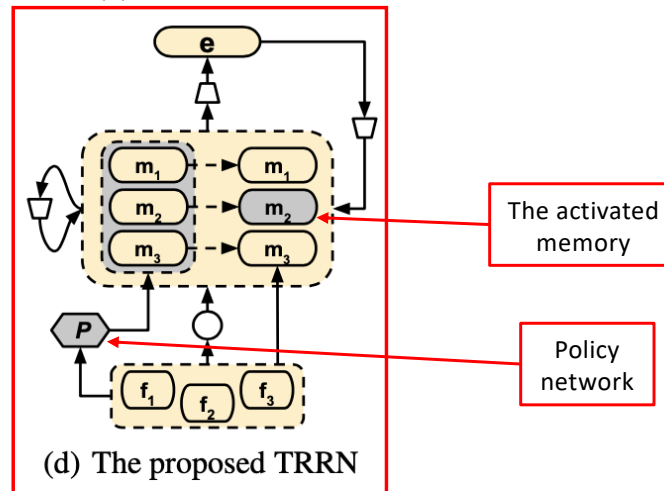 e
m1 m1
m2 m2
m3 m3
The activated
memory
P
Policy
network
f1 f2 f3
(d) The proposed TRRN